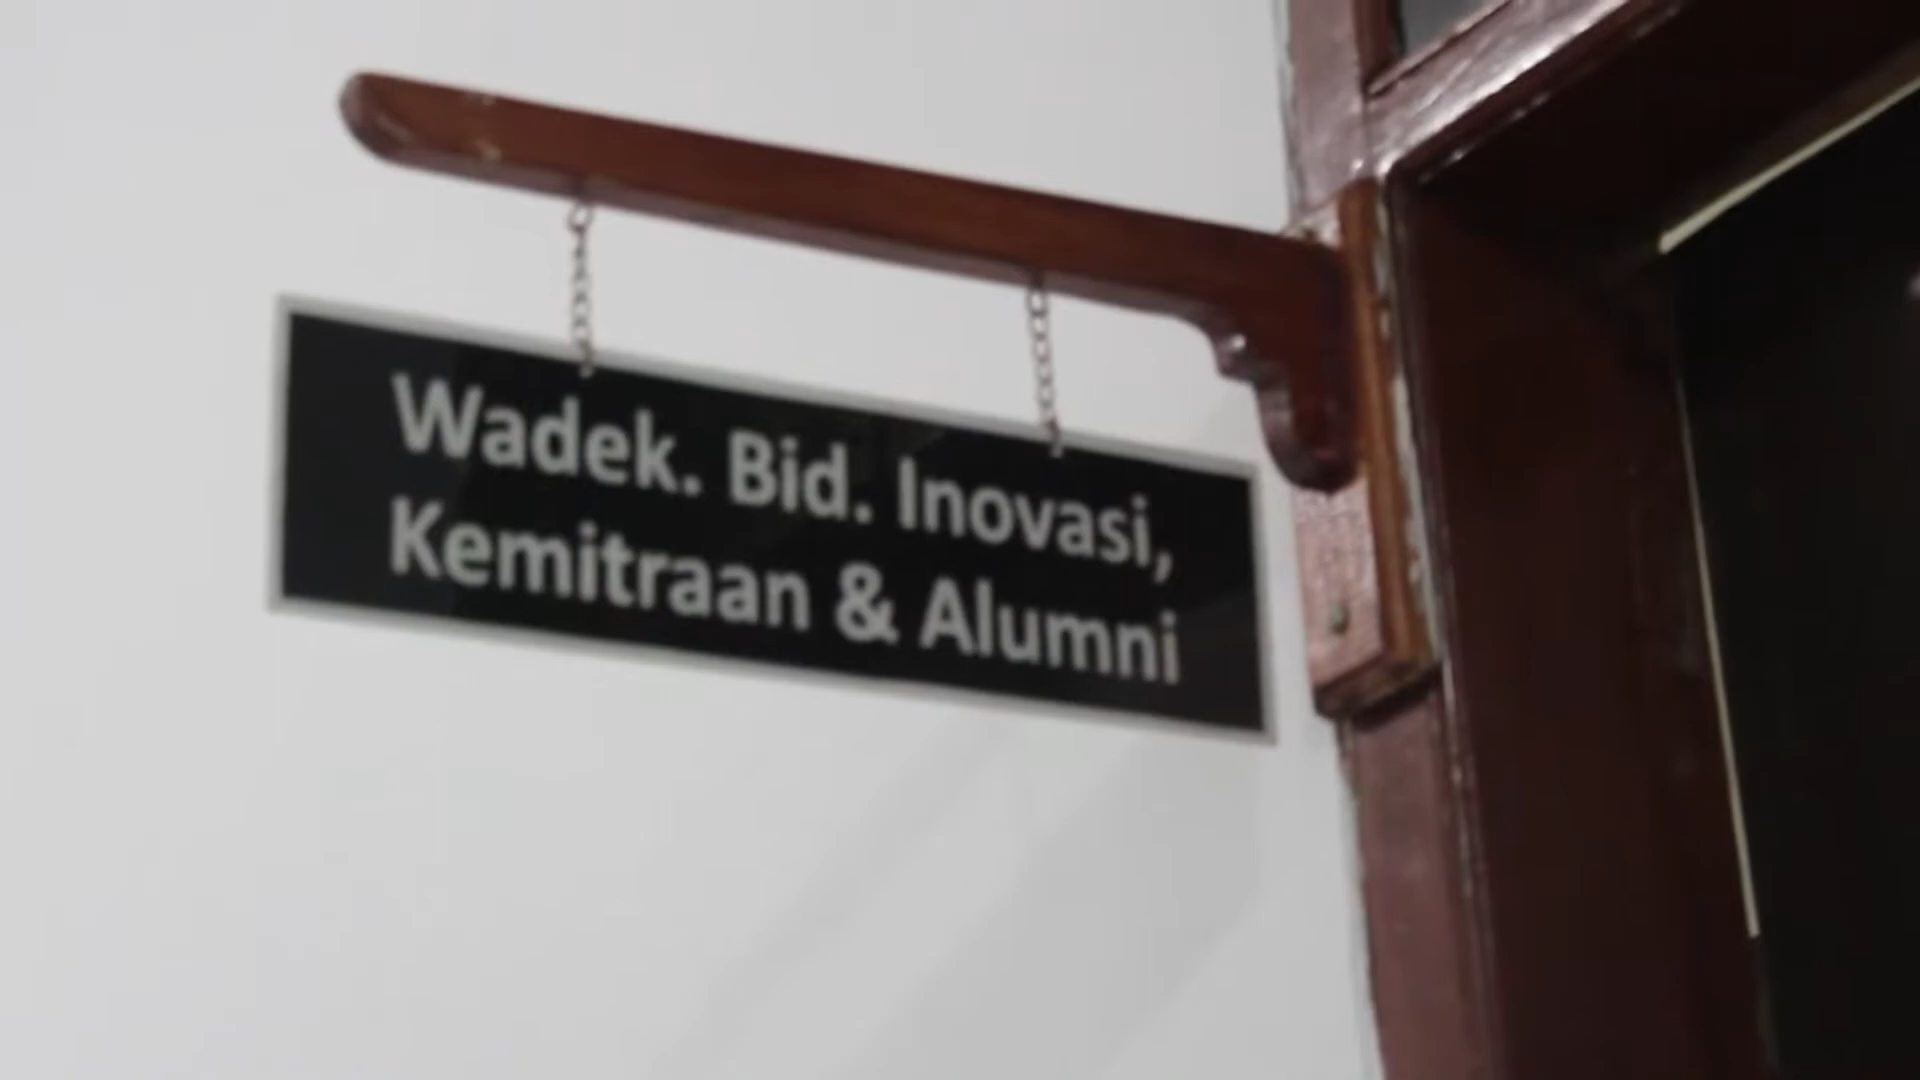 Wadek. Bid. Inovasi,
Kemitraan & Alumni